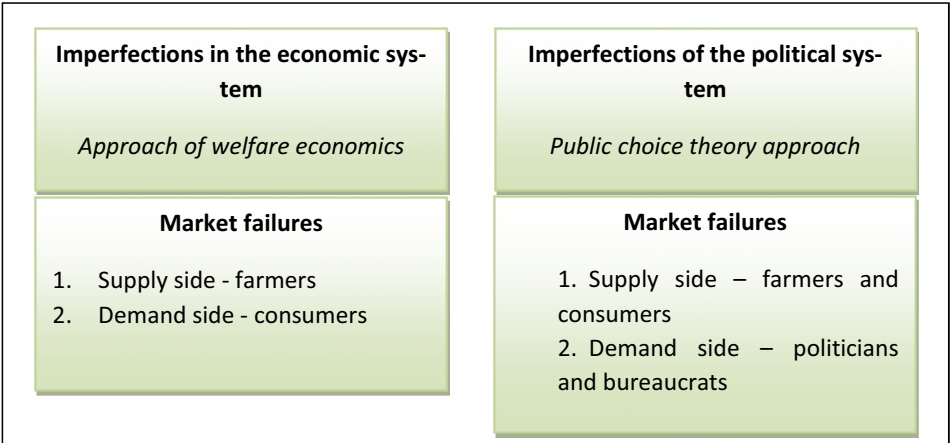 Imperfections in the economic sys-
tem
Approach of welfare economics
Market failures
1. Supply side - farmers
2. Demand side - consumers
Imperfections of the political sys-
tem
Public choice theory approach
Market failures
1. Supply side – farmers and
consumers
2. Demand side – politicians
and bureaucrats